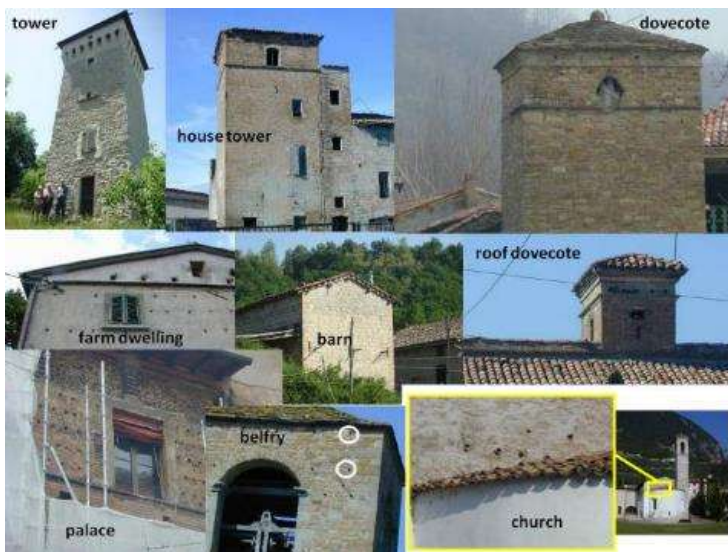 tower
house tower
dovecote
farm dwelling
barn
roof dovecote
palace
belfry
church